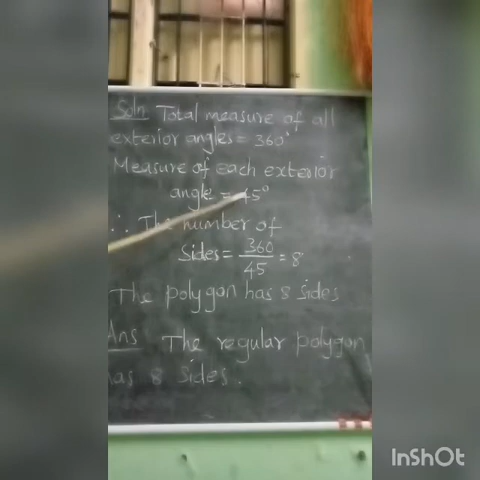 Soln Total measure of all
exterior angles = 360°
Measure of each exterior
angle = 45°
∴ The number of
Sides = 360/45 = 8
The polygon has 8 sides
Ans The regular polygon
has 8 sides.
InShOt